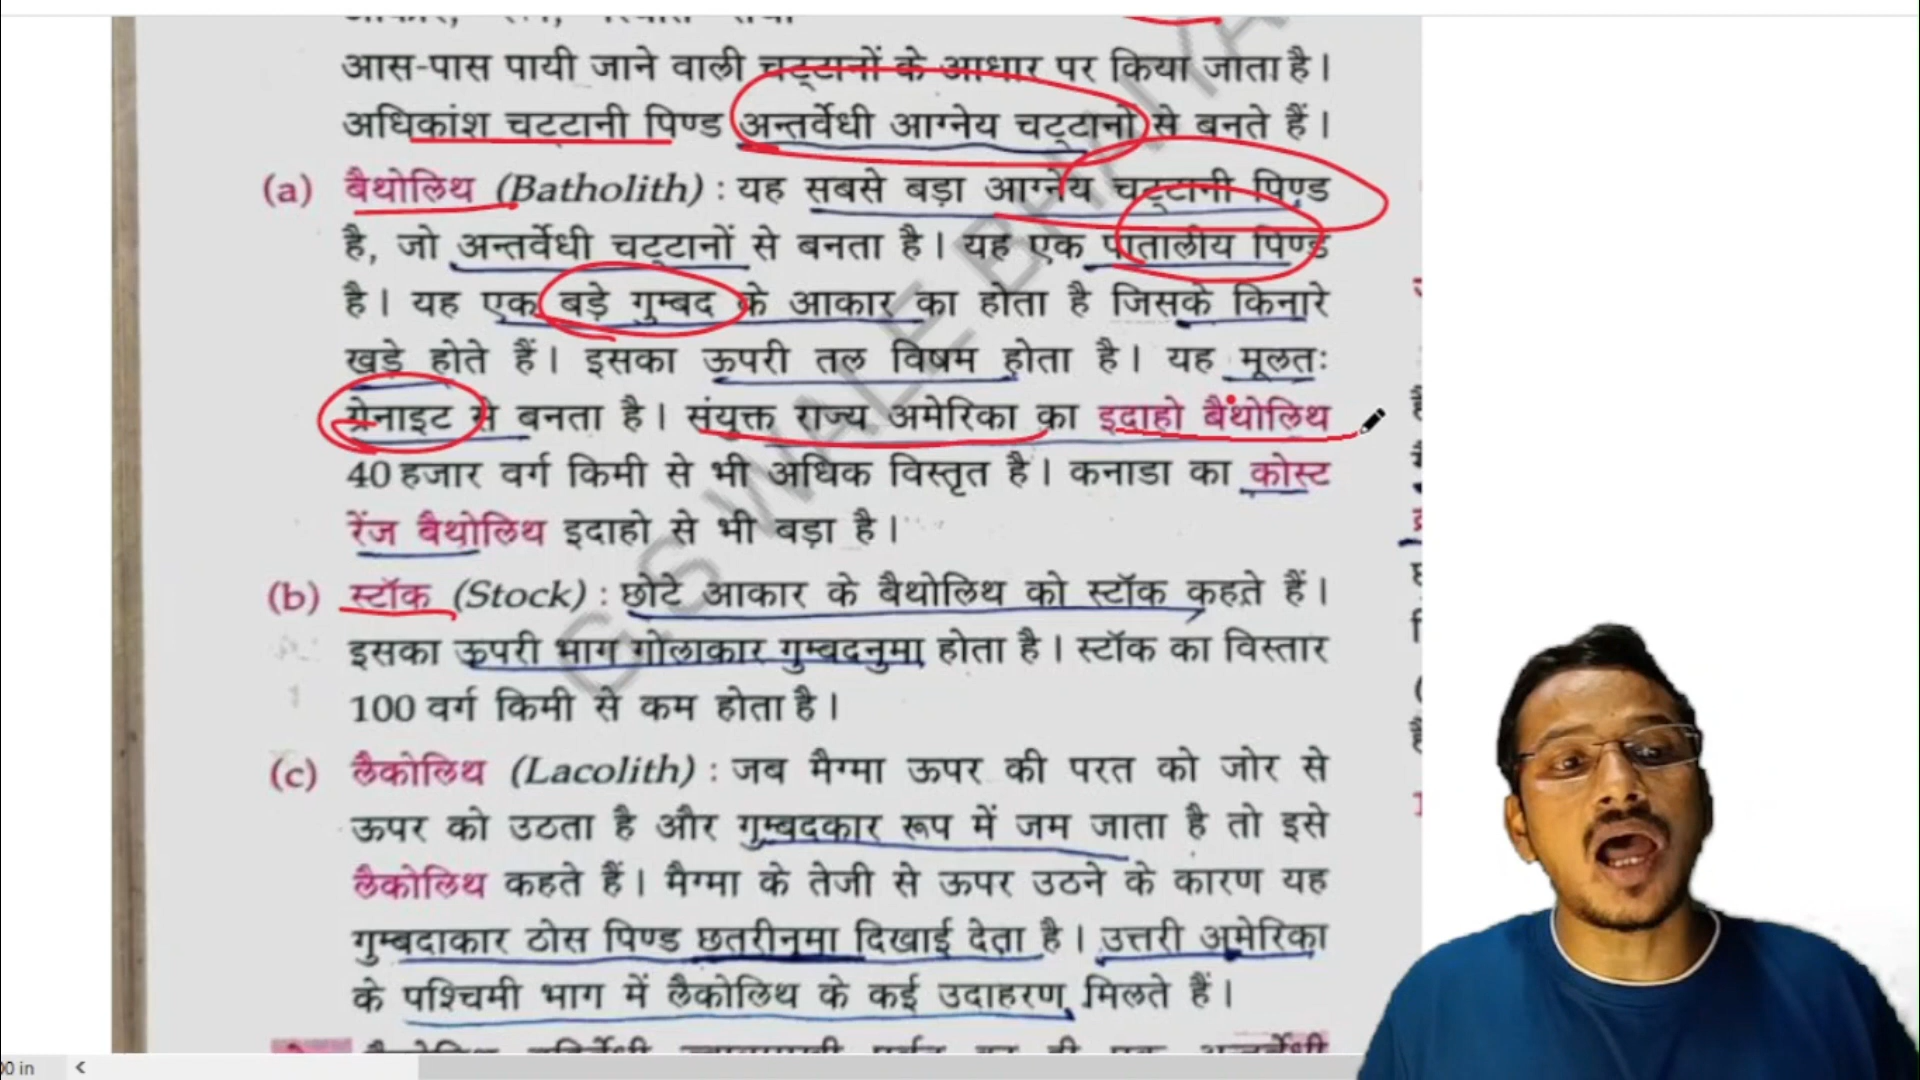 आस-पास पायी जाने वाली चट्टानों के आधार पर किया जाता है।
अधिकांश चट्टानी पिण्ड अन्तर्वेधी आग्नेय चट्टानों से बनते हैं।
(a) बैथोलिथ (Batholith) : यह सबसे बड़ा आग्नेय चट्टानी पिण्ड
है, जो अन्तर्वेधी चट्टानों से बनता है। यह एक पातालीय पिण्ड
है। यह एक बड़े गुम्बद के आकार का होता है जिसके किनारे
खड़े होते हैं। इसका ऊपरी तल विषम होता है। यह मूलतः
ग्रेनाइट से बनता है। संयुक्त राज्य अमेरिका का इदाहो बैथोलिथ
40 हजार वर्ग किमी से भी अधिक विस्तृत है। कनाडा का कोस्ट
रेंज बैथोलिथ इदाहो से भी बड़ा है।
(b) स्टॉक (Stock) : छोटे आकार के बैथोलिथ को स्टॉक कहते हैं।
इसका ऊपरी भाग गोलाकार गुम्बदनुमा होता है। स्टॉक का विस्तार
100 वर्ग किमी से कम होता है।
(c) लैकोलिथ (Lacolith) : जब मैग्मा ऊपर की परत को जोर से
ऊपर को उठता है और गुम्बदकार रूप में जम जाता है तो इसे
लैकोलिथ कहते हैं। मैग्मा के तेजी से ऊपर उठने के कारण यह
गुम्बदाकार ठोस पिण्ड छतरीनुमा दिखाई देता है। उत्तरी अमेरिका
के पश्चिमी भाग में लैकोलिथ के कई उदाहरण मिलते हैं।
G.S WALE BHAIYA
00 in